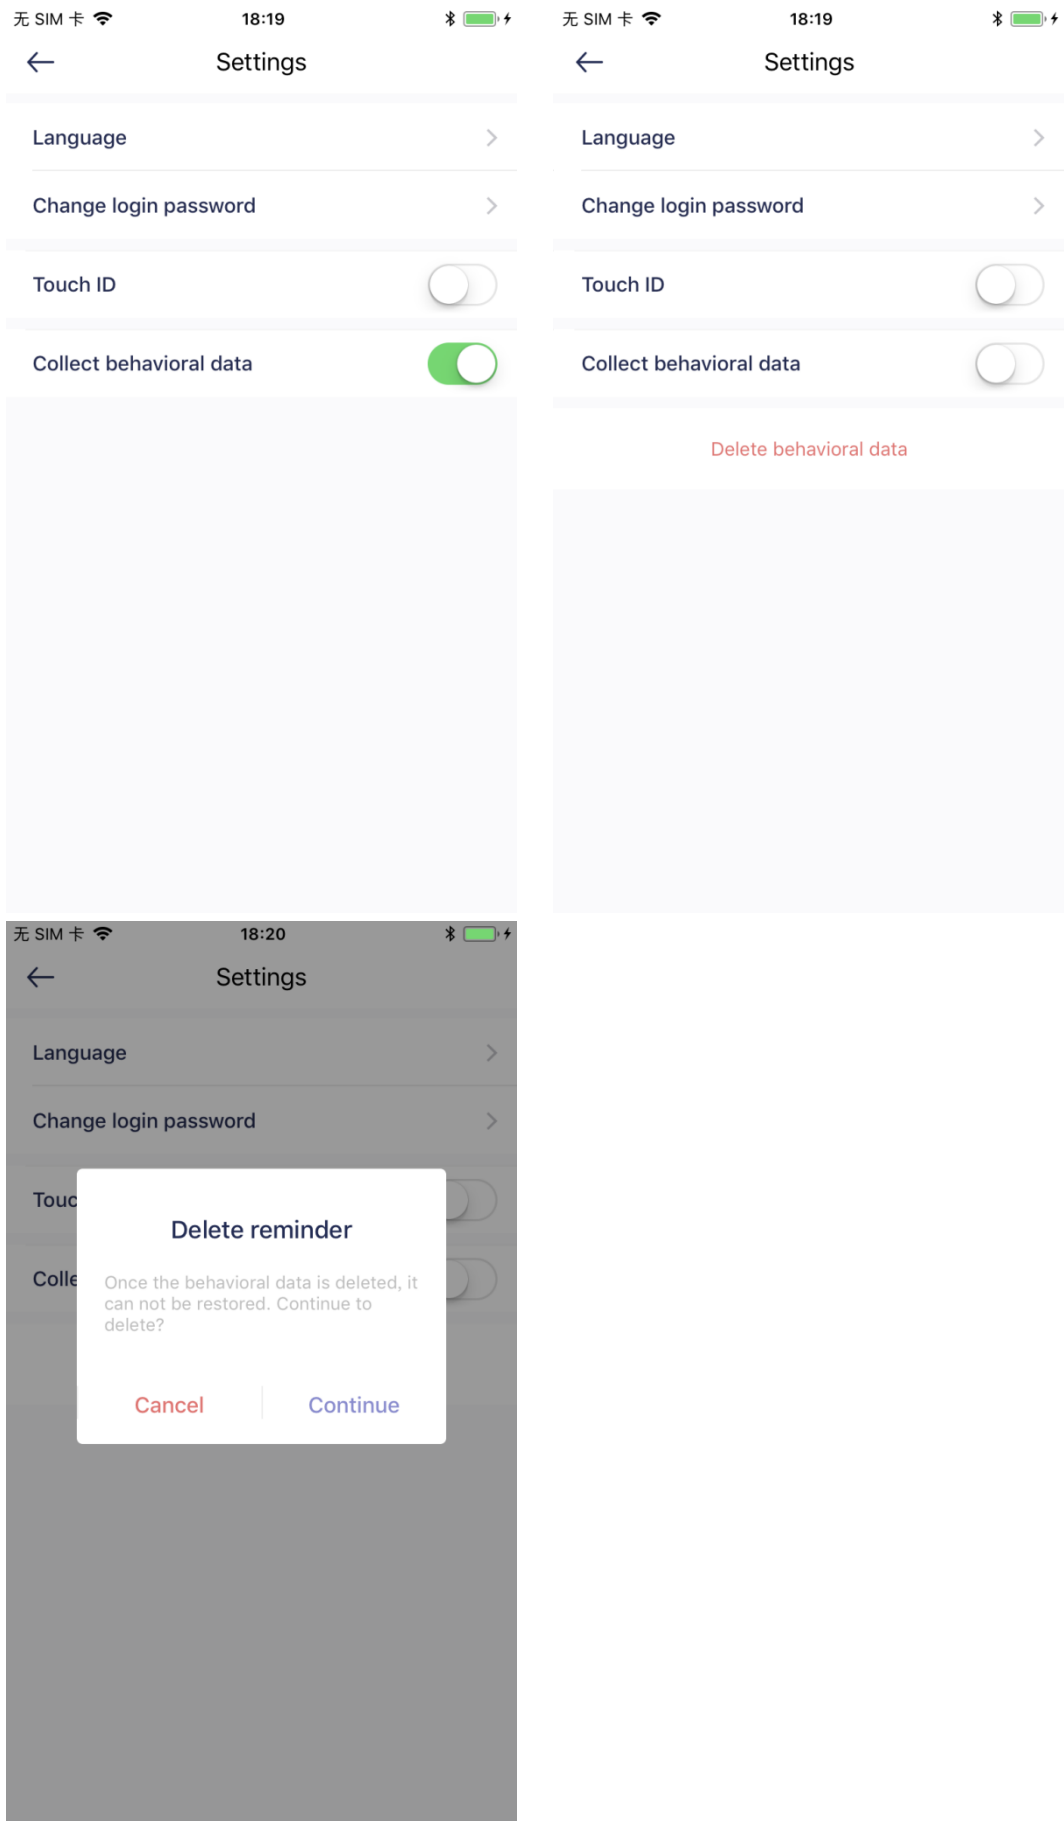 无 SIM 卡 18:19
Settings
Language
Change login password
Touch ID
Collect behavioral data
无 SIM 卡 18:19
Settings
Language
Change login password
Touch ID
Collect behavioral data
Delete behavioral data
无 SIM 卡 18:20
Settings
Language
Change login password
Touc
Colle
Delete reminder
Once the behavioral data is deleted, it
can not be restored. Continue to
delete?
Cancel Continue